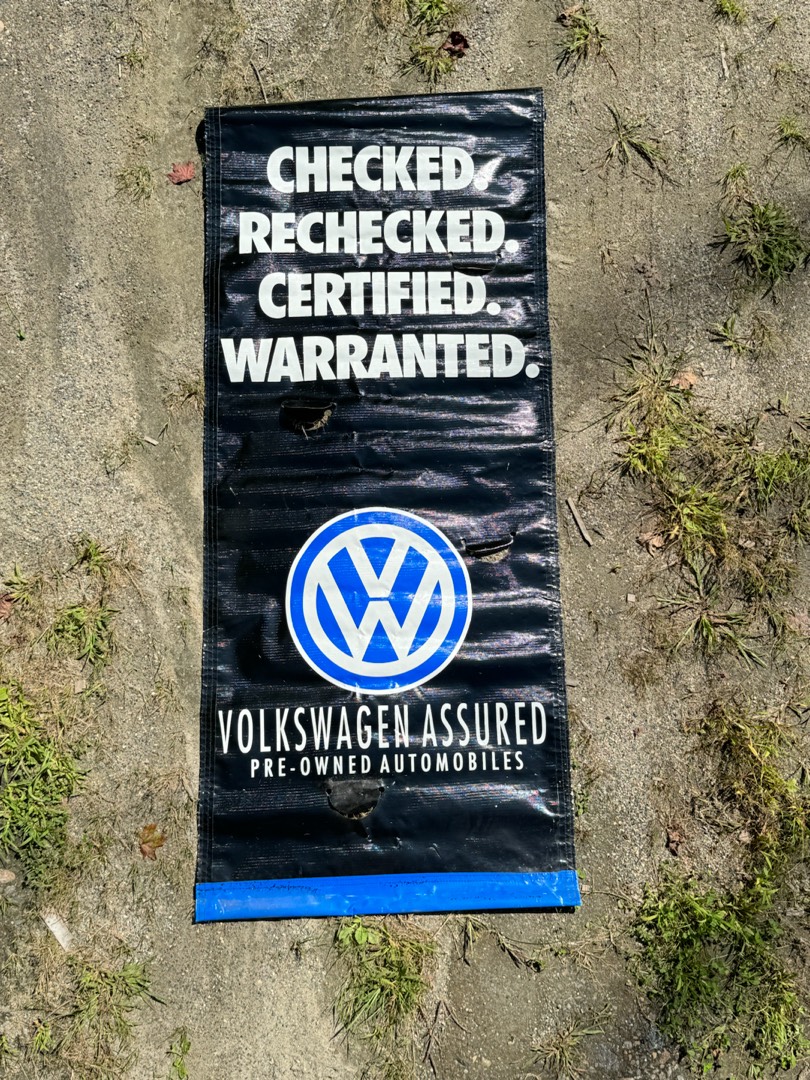 CHECKED.
RECHECKED.
CERTIFIED.
WARRANTED.
VW
VOLKSWAGEN ASSURED
PRE-OWNED AUTOMOBILES